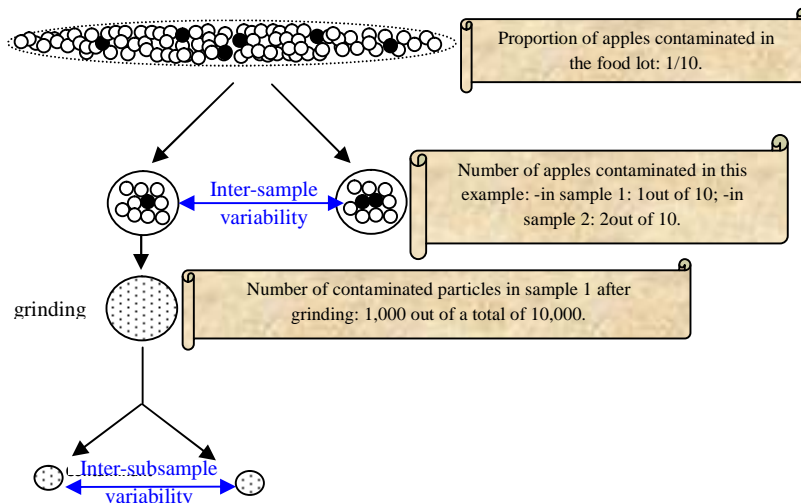 Proportion of apples contaminated in
the food lot: 1/10.
Inter-sample
variability
Number of apples contaminated in this
example: -in sample 1: 1out of 10; -in
sample 2: 2out of 10.
grinding
Number of contaminated particles in sample 1 after
grinding: 1,000 out of a total of 10,000.
Inter-subsample
variability